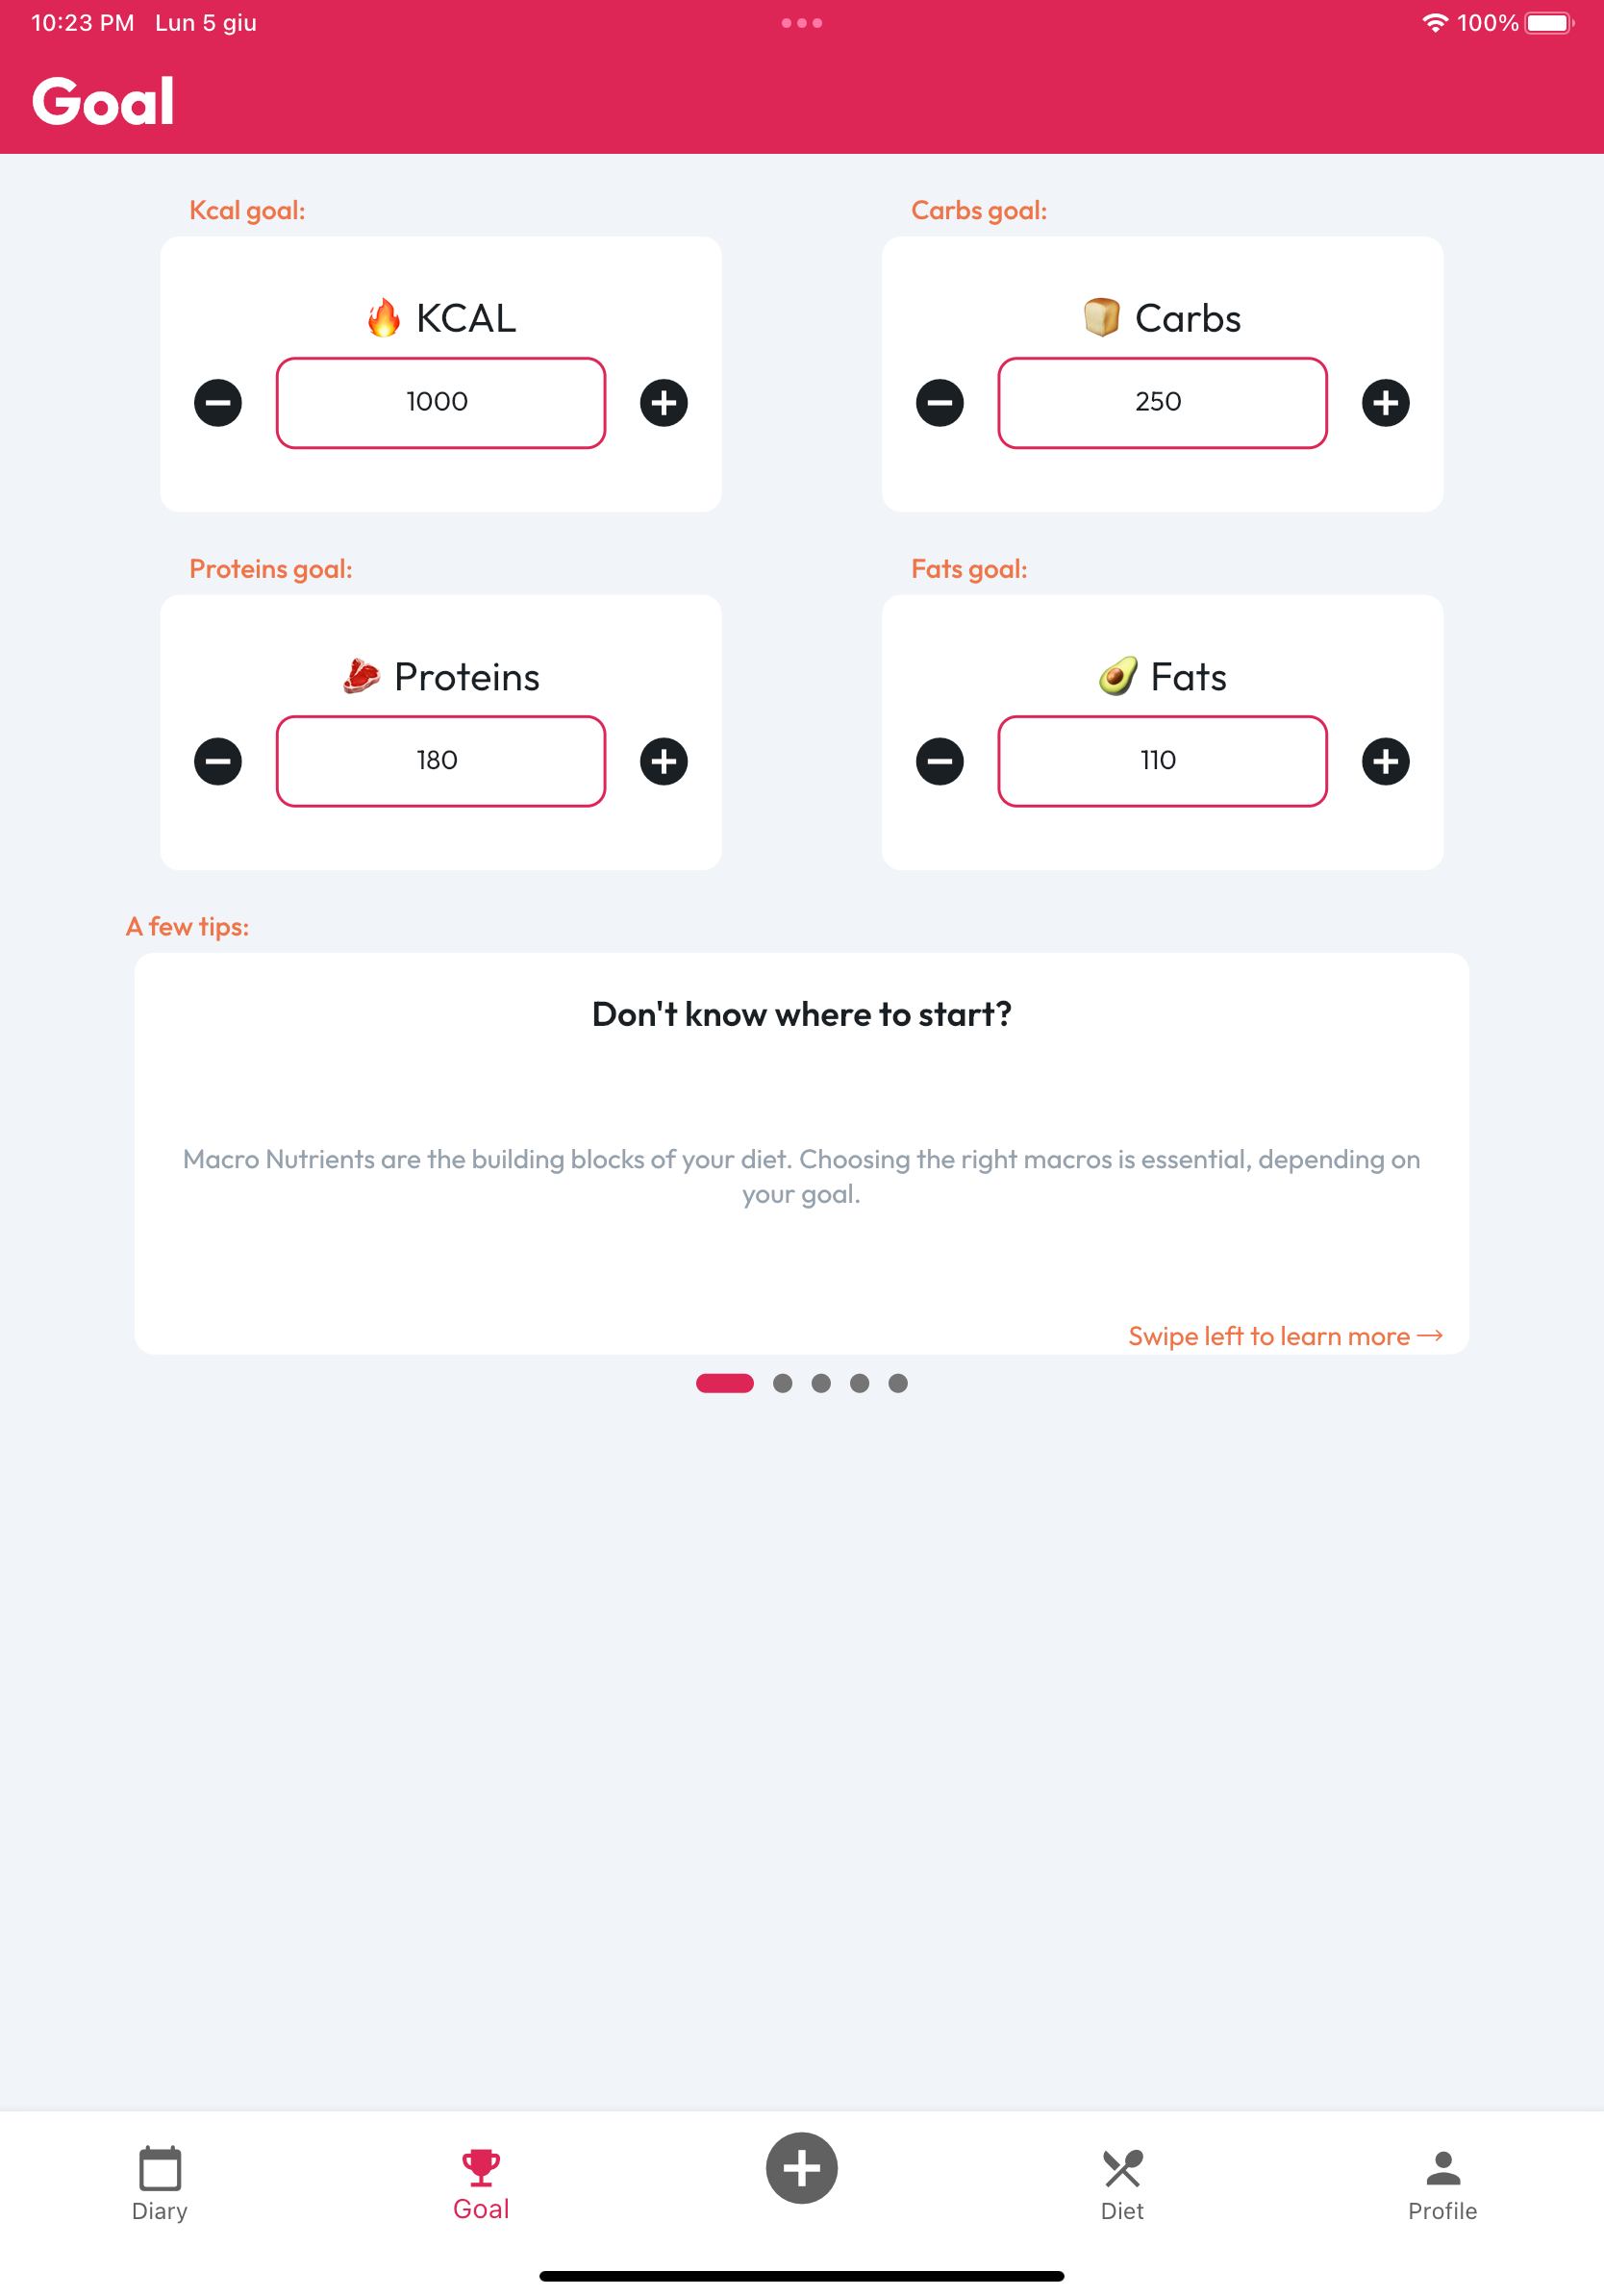 10:23 PM Lun 5 giu
100%
Goal
Kcal goal:
Carbs goal:
🔥 KCAL
🍞 Carbs
1000
250
Proteins goal:
Fats goal:
🥩 Proteins
🥑 Fats
180
110
A few tips:
Don't know where to start?
Macro Nutrients are the building blocks of your diet. Choosing the right macros is essential, depending on
your goal.
Swipe left to learn more →
Diary
Goal
Diet
Profile